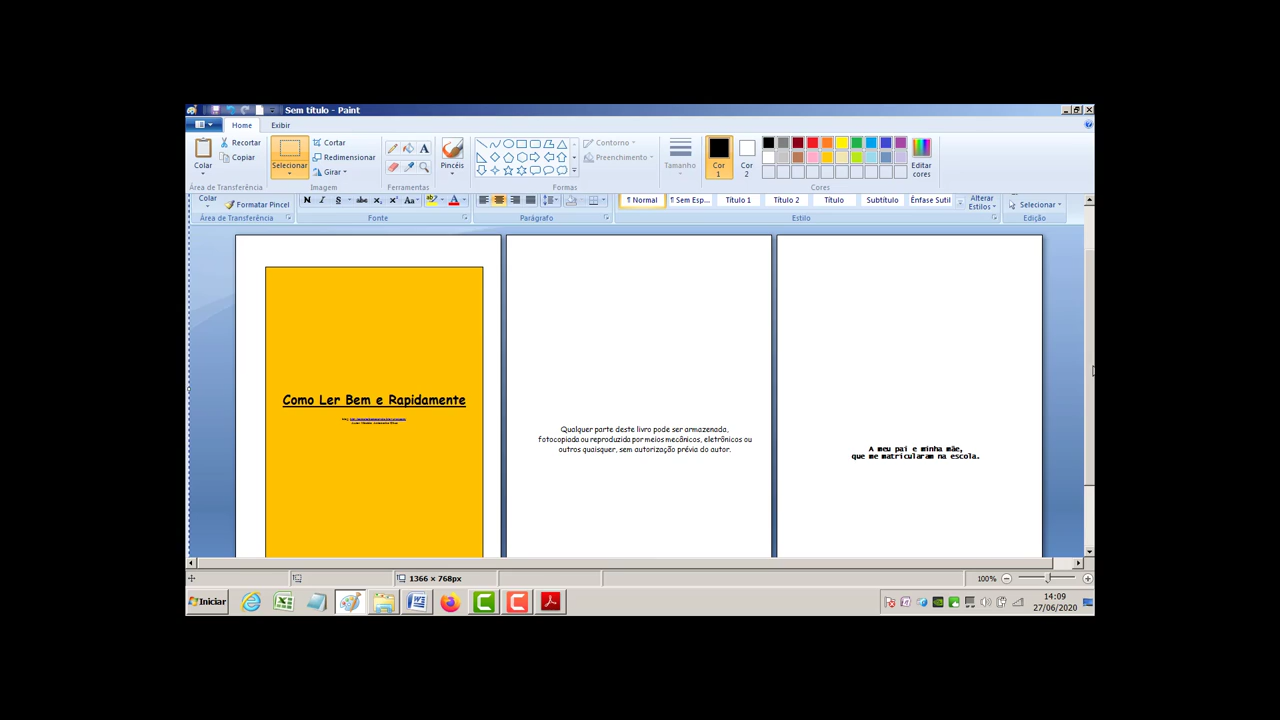 Sem título - Paint
Home Exibir
Colar
Recortar
Copiar
Área de Transferência
Selecionar
Cortar
Redimensionar
Girar
Imagem
A
Ferramentas
Pincéis
Contorno
Preenchimento
Formas
Tamanho
Cor 1
Cor 2
Editar cores
Cores
Colar
Formatar Pincel
Área de Transferência
N I S abc x₂ x² Aa A
Fonte
Parágrafo
¶ Normal ¶ Sem Esp... Título 1 Título 2 Título Subtítulo Ênfase Sutil
Alterar Estilos
Estilo
Selecionar
Edição
Como Ler Bem e Rapidamente
Qualquer parte deste livro pode ser armazenada,
fotocopiada ou reproduzida por meios mecânicos, eletrônicos ou
outros quaisquer, sem autorização prévia do autor.
A meu pai e minha mãe,
que me matricularam na escola.
1366 × 768px
100%
Iniciar
14:09
27/06/2020